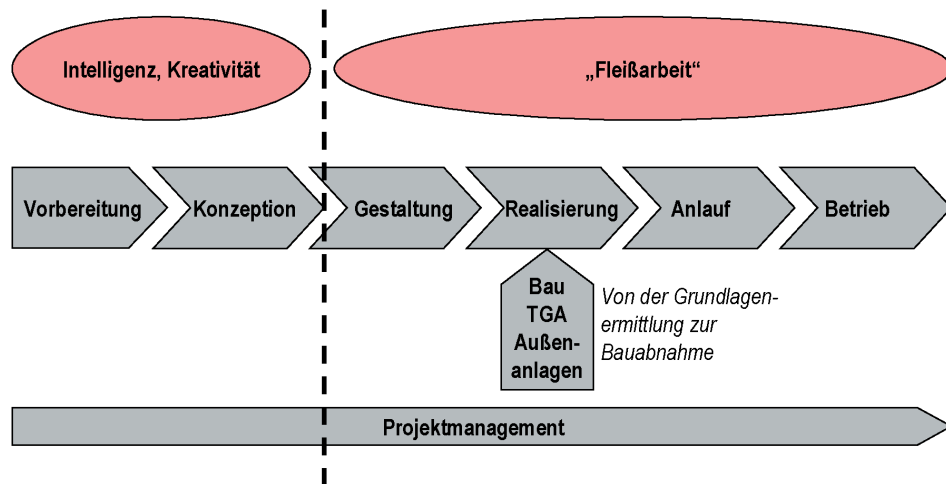 Intelligenz, Kreativität
„Fleißarbeit“
Vorbereitung
Konzeption
Gestaltung
Realisierung
Anlauf
Betrieb
Bau
TGA
Außen-
anlagen
Von der Grundlagen-
ermittlung zur
Bauabnahme
Projektmanagement